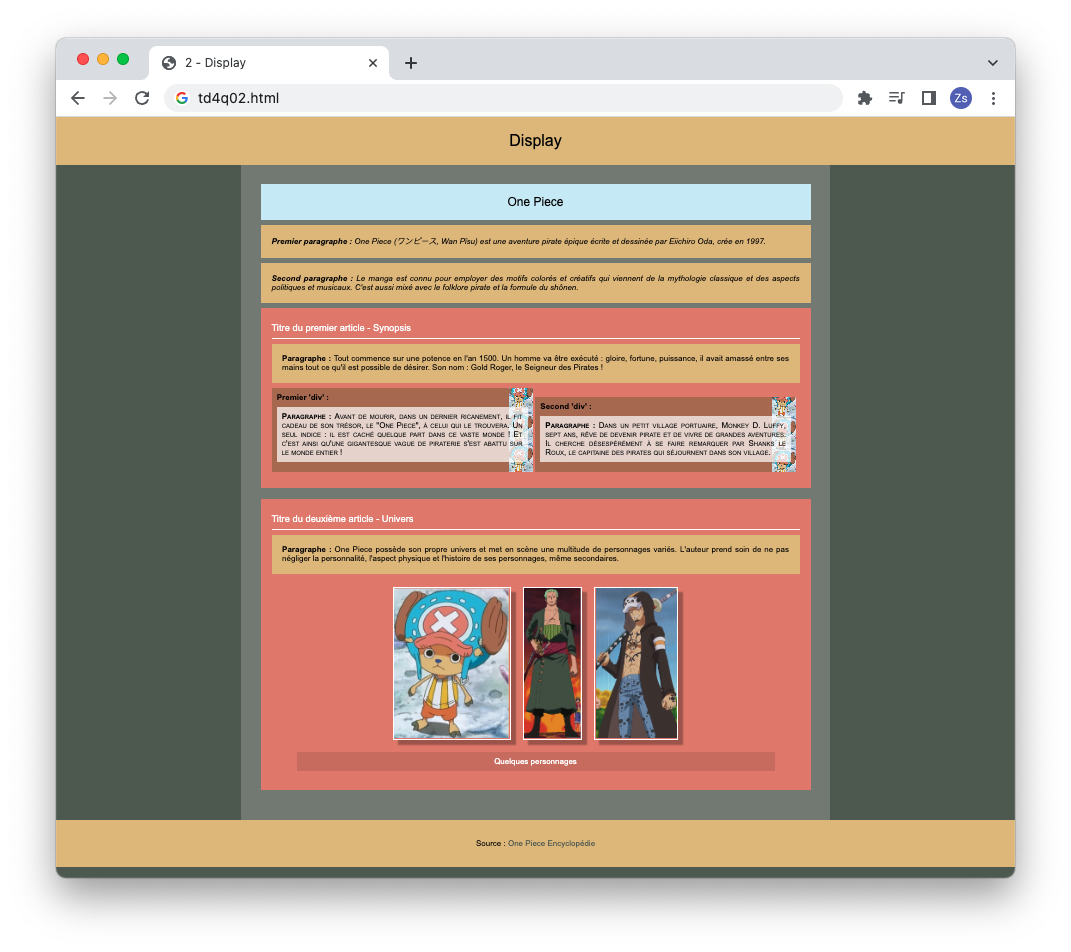 2 - Display
td4q02.html
Zs
Display
One Piece
Premier paragraphe : One Piece (ワンピース, Wan Pīsu) est une aventure pirate épique écrite et dessinée par Eiichiro Oda, crée en 1997.
Second paragraphe : Le manga est connu pour employer des motifs colorés et créatifs qui viennent de la mythologie classique et des aspects
politiques et musicaux. C'est aussi mixé avec le folklore pirate et la formule du shōnen.
Titre du premier article - Synopsis
Paragraphe : Tout commence sur une potence en l'an 1500. Un homme va être exécuté : gloire, fortune, puissance, il avait amassé entre ses
mains tout ce qu'il est possible de désirer. Son nom : Gold Roger, le Seigneur des Pirates !
Premier 'div' :
Paragraphe : Avant de mourir, dans un dernier ricanement, il fit
cadeau de son trésor, le "One Piece", à celui qui le trouvera. Un
seul indice : il est caché quelque part dans ce vaste monde ! Et
c'est ainsi qu'une gigantesque vague de piraterie s'est abattu sur
le monde entier !
Second 'div' :
Paragraphe : Dans un petit village portuaire, Monkey D. Luffy,
sept ans, rêve de devenir pirate et de vivre de grandes aventures.
Il cherche désespérément à se faire remarquer par Shanks le
Roux, le capitaine des pirates qui séjournent dans son village.
Titre du deuxième article - Univers
Paragraphe : One Piece possède son propre univers et met en scène une multitude de personnages variés. L'auteur prend soin de ne pas
négliger la personnalité, l'aspect physique et l'histoire de ses personnages, même secondaires.
Quelques personnages
Source : One Piece Encyclopédie